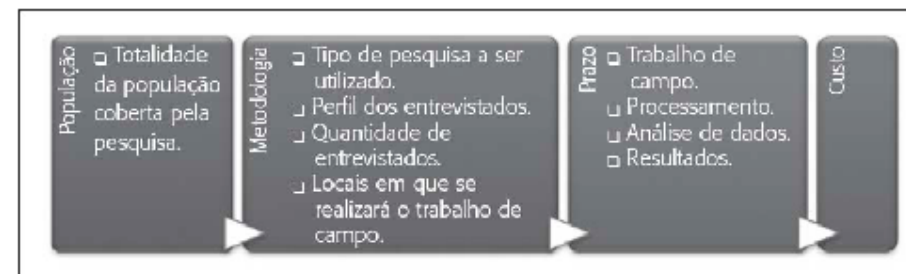 População
❑ Totalidade
da população
coberta pela
pesquisa.
Metodologia
❑ Tipo de pesquisa a ser
utilizado.
❑ Perfil dos entrevistados.
❑ Quantidade de
entrevistados.
❑ Locais em que se
realizará o trabalho de
campo.
Prazo
❑ Trabalho de
campo.
❑ Processamento.
❑ Análise de dados.
❑ Resultados.
Custo